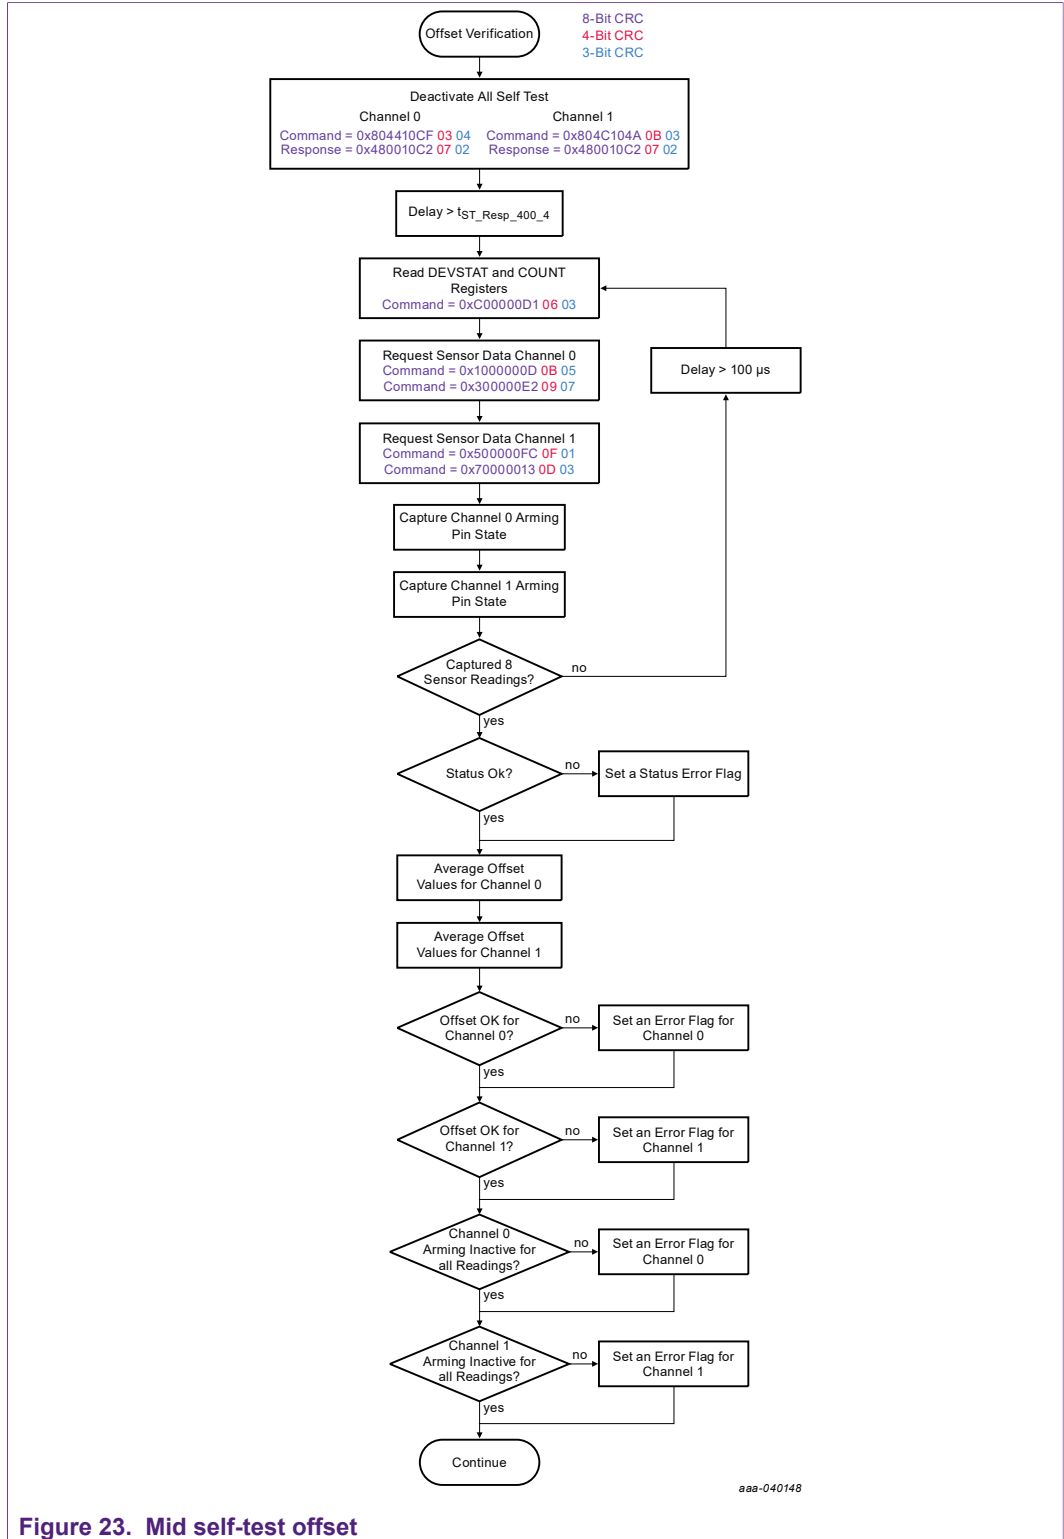 Offset Verification
8-Bit CRC
4-Bit CRC
3-Bit CRC
Deactivate All Self Test
Channel 0
Command = 0x804410CF 03 04
Response = 0x480010C2 07 02
Channel 1
Command = 0x804C104A 0B 03
Response = 0x480010C2 07 02
Delay > tST_Resp_400_4
Read DEVSTAT and COUNT
Registers
Command = 0xC00000D1 06 03
Request Sensor Data Channel 0
Command = 0x1000000D 0B 05
Command = 0x300000E2 09 07
Delay > 100 µs
Request Sensor Data Channel 1
Command = 0x500000FC 0F 01
Command = 0x70000013 0D 03
Capture Channel 0 Arming
Pin State
Capture Channel 1 Arming
Pin State
Captured 8
Sensor Readings?
no
yes
Status Ok?
no
Set a Status Error Flag
yes
Average Offset
Values for Channel 0
Average Offset
Values for Channel 1
Offset OK for
Channel 0?
no
Set an Error Flag for
Channel 0
yes
Offset OK for
Channel 1?
no
Set an Error Flag for
Channel 1
yes
Channel 0
Arming Inactive for
all Readings?
no
Set an Error Flag for
Channel 0
yes
Channel 1
Arming Inactive for
all Readings?
no
Set an Error Flag for
Channel 1
yes
Continue
aaa-040148
Figure 23. Mid self-test offset